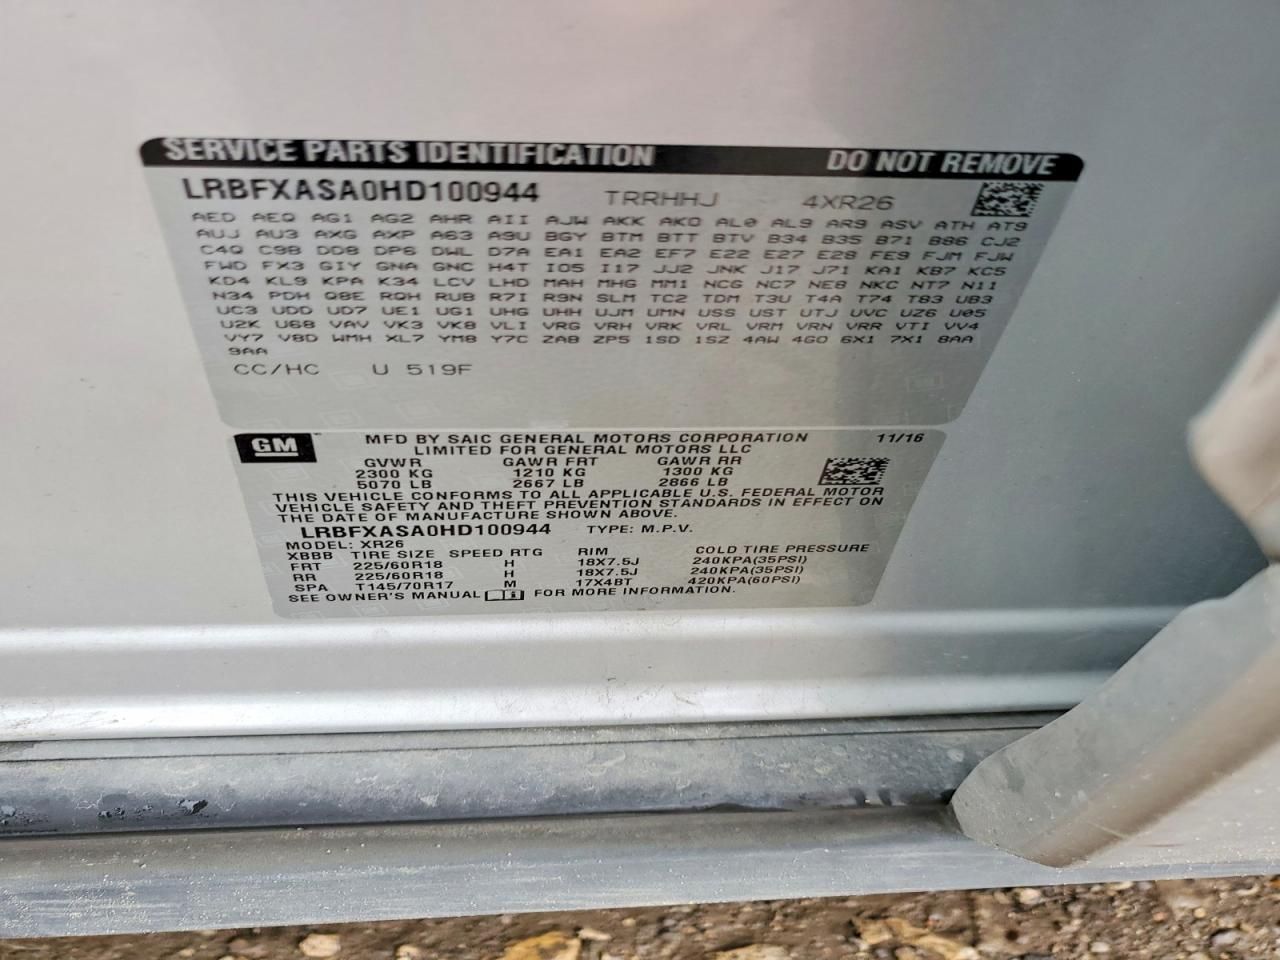 SERVICE PARTS IDENTIFICATION DO NOT REMOVE
LRBFXASA0HD100944 TRRHHJ 4XR26
AED AEQ AG1 AG2 AHR AII AJW AKK AKO AL0 AL9 AR9 ASV ATH AT9
AUJ AU3 AXG AXP A63 A9U BGY BTM BTT BTV B34 B35 B71 B86 CJ2
C4Q C9B DD8 DP6 DWL D7A EA1 EA2 EF7 E22 E27 E28 FE9 FJM FJW
FWD FX3 GIY GNA GNC H4T IO5 I17 JJ2 JNK J17 J71 KA1 KB7 KC5
KD4 KL9 KPA K34 LCV LHD MAH MHG MM1 NCG NC7 NE8 NKC NT7 N11
N34 PDH Q8E RQH RUB R7I R9N SLM TC2 TDM T3U T4A T74 T83 UB3
UC3 UDD UD7 UE1 UG1 UHG UHH UJM UMN USS UST UTJ UVC UZ6 U05
U2K U68 VAV VK3 VK8 VLI VRG VRH VRK VRL VRM VRN VRR VTI VV4
VY7 V8D WMH XL7 YM8 Y7C ZAB ZP5 1SD 1SZ 4AW 4GO 6X1 7X1 8AA
9AA
CC/HC U 519F
GM MFD BY SAIC GENERAL MOTORS CORPORATION 11/16
LIMITED FOR GENERAL MOTORS LLC
GVWR GAWR FRT GAWR RR
2300 KG 1210 KG 1300 KG
5070 LB 2667 LB 2866 LB
THIS VEHICLE CONFORMS TO ALL APPLICABLE U.S. FEDERAL MOTOR
VEHICLE SAFETY AND THEFT PREVENTION STANDARDS IN EFFECT ON
THE DATE OF MANUFACTURE SHOWN ABOVE.
LRBFXASA0HD100944 TYPE: M.P.V.
MODEL: XR26
XBBB TIRE SIZE SPEED RTG RIM COLD TIRE PRESSURE
FRT 225/60R18 H 18X7.5J 240KPA(35PSI)
RR 225/60R18 H 18X7.5J 240KPA(35PSI)
SPA T145/70R17 M 17X4BT 420KPA(60PSI)
SEE OWNER'S MANUAL FOR MORE INFORMATION.